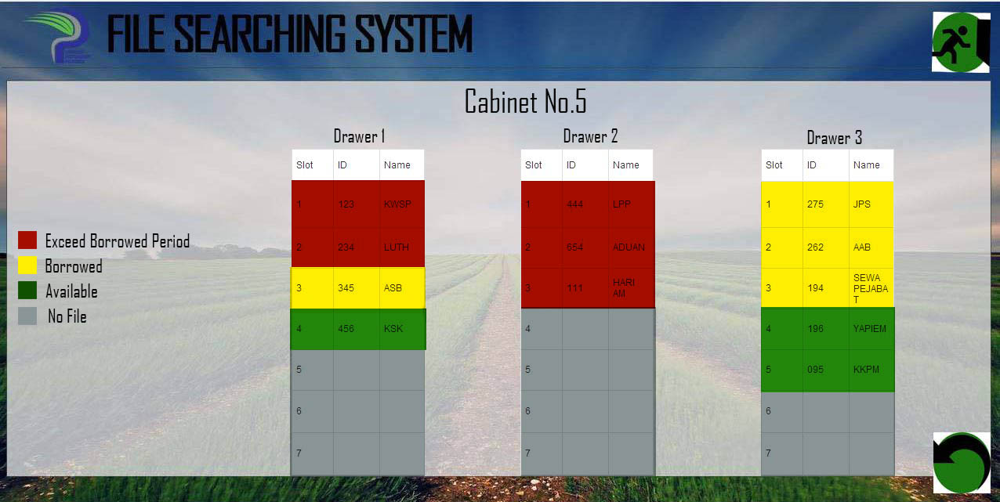 FILE SEARCHING SYSTEM
Cabinet No.5
Exceed Borrowed Period
Borrowed
Available
No File
Drawer 1
Slot ID Name
1 123 KWSP
2 234 LUTH
3 345 ASB
4 456 KSK
5
6
7
Drawer 2
Slot ID Name
1 444 LPP
2 654 ADUAN
3 111 HARI
AM
4
5
6
7
Drawer 3
Slot ID Name
1 275 JPS
2 262 AAB
3 194 SEWA
PEJABA
T
4 196 YAPIEM
5 095 KKPM
6
7